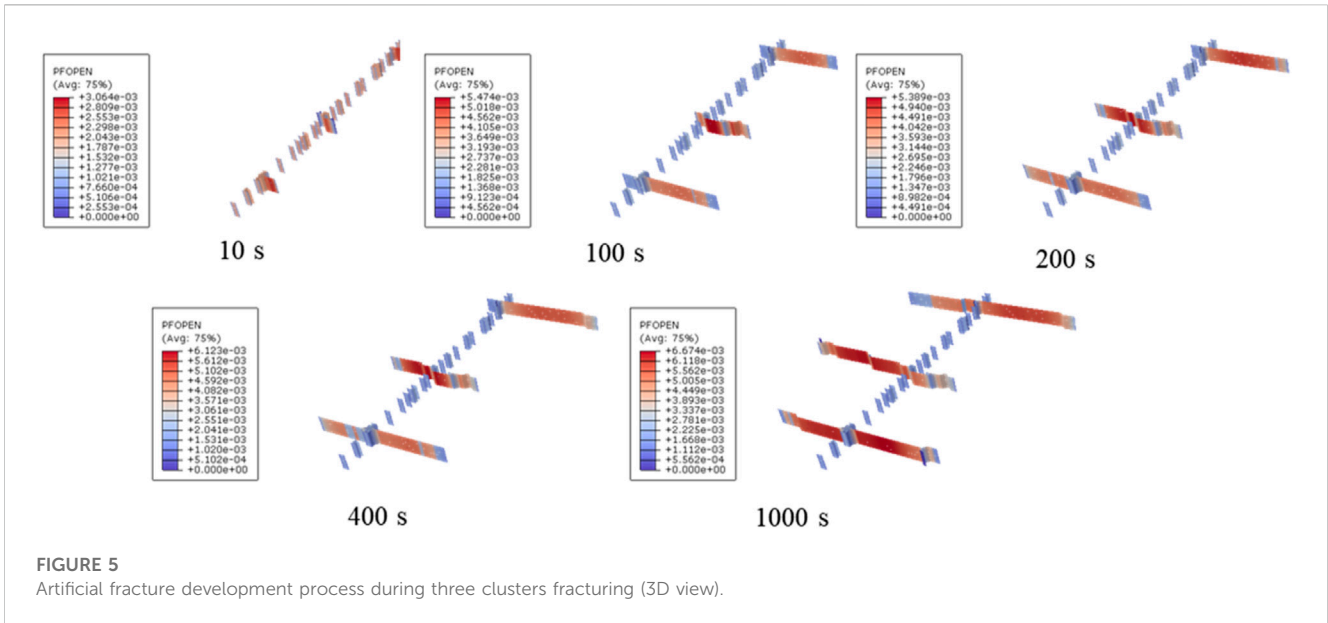 PFOPEN
(Avg: 75%)
+3.064e-03
+2.809e-03
+2.553e-03
+2.298e-03
+2.043e-03
+1.787e-03
+1.532e-03
+1.277e-03
+1.021e-03
+7.660e-04
+5.106e-04
+2.553e-04
+0.000e+00
10 s
PFOPEN
(Avg: 75%)
+5.474e-03
+5.018e-03
+4.562e-03
+4.105e-03
+3.649e-03
+3.193e-03
+2.737e-03
+2.281e-03
+1.825e-03
+1.368e-03
+9.123e-04
+4.562e-04
+0.000e+00
100 s
PFOPEN
(Avg: 75%)
+5.389e-03
+4.940e-03
+4.491e-03
+4.042e-03
+3.593e-03
+3.144e-03
+2.695e-03
+2.246e-03
+1.796e-03
+1.347e-03
+8.982e-04
+4.491e-04
+0.000e+00
200 s
PFOPEN
(Avg: 75%)
+6.123e-03
+5.612e-03
+5.102e-03
+4.592e-03
+4.082e-03
+3.571e-03
+3.061e-03
+2.551e-03
+2.041e-03
+1.531e-03
+1.020e-03
+5.102e-04
+0.000e+00
400 s
PFOPEN
(Avg: 75%)
+6.674e-03
+6.118e-03
+5.562e-03
+5.005e-03
+4.449e-03
+3.893e-03
+3.337e-03
+2.781e-03
+2.225e-03
+1.668e-03
+1.112e-03
+5.562e-04
+0.000e+00
1000 s
FIGURE 5
Artificial fracture development process during three clusters fracturing (3D view).